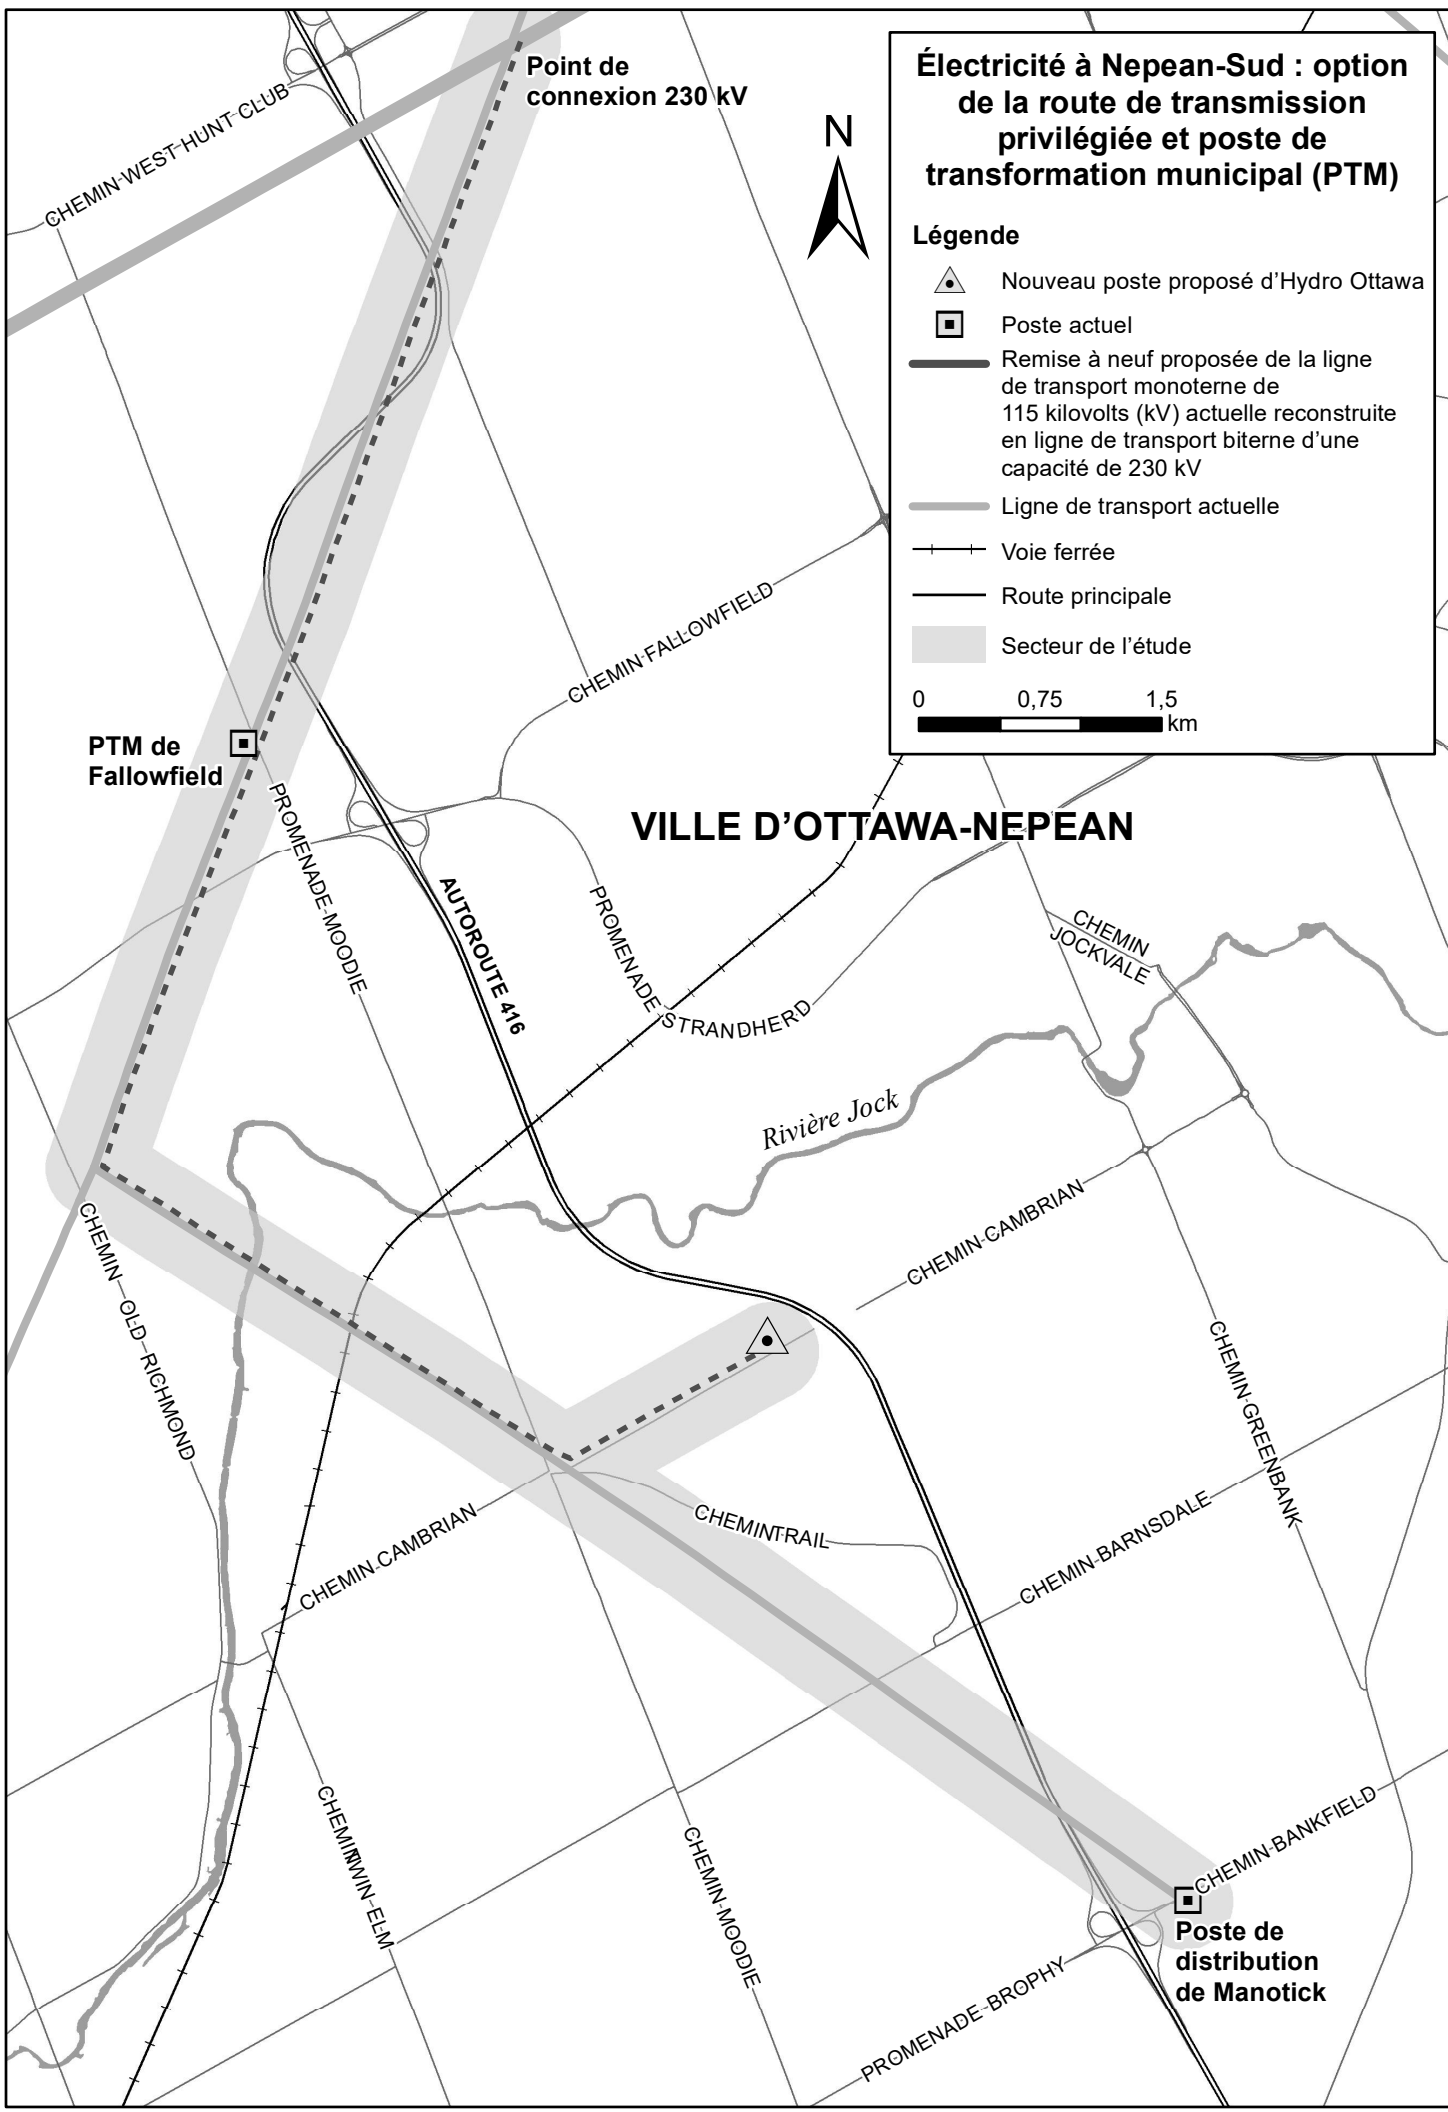 Électricité à Nepean-Sud : option
de la route de transmission
privilégiée et poste de
transformation municipal (PTM)
Légende
Nouveau poste proposé d’Hydro Ottawa
Poste actuel
Remise à neuf proposée de la ligne
de transport monoterne de
115 kilovolts (kV) actuelle reconstruite
en ligne de transport biterne d’une
capacité de 230 kV
Ligne de transport actuelle
Voie ferrée
Route principale
Secteur de l’étude
0 0,75 1,5
km
N
Point de
connexion 230 kV
CHEMIN WEST HUNT CLUB
CHEMIN FALLOWFIELD
PTM de
Fallowfield
PROMENADE MOODIE
VILLE D’OTTAWA-NEPEAN
AUTOROUTE 416
PROMENADE STRANDHERD
CHEMIN
JOCKVALE
Rivière Jock
CHEMIN CAMBRIAN
CHEMIN OLD RICHMOND
CHEMIN GREENBANK
CHEMIN CAMBRIAN
CHEMINTRAIL
CHEMIN BARNSDALE
CHEMIN BANKFIELD
CHEMIN MOODIE
Poste de
distribution
de Manotick
PROMENADE BROPHY